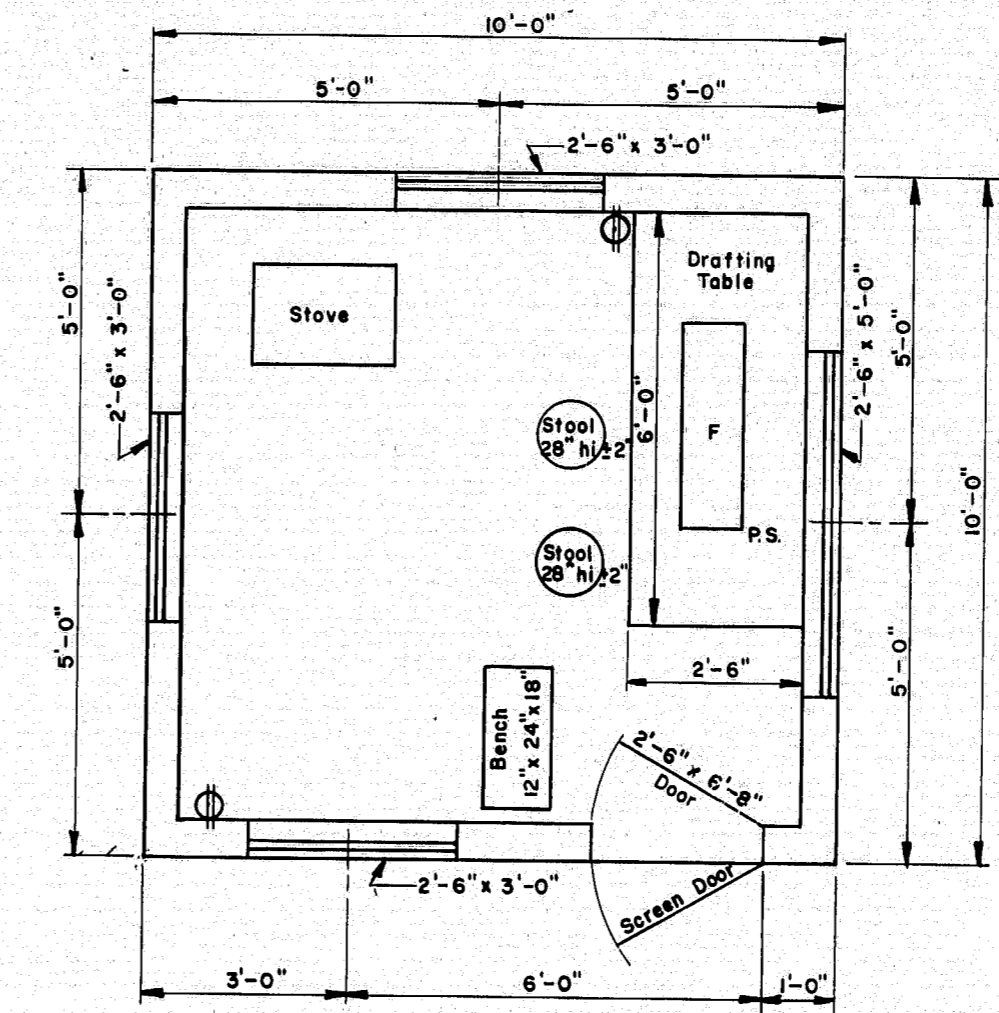 10'-0"
5'-0"
5'-0"
2'-6" x 3'-0"
5'-0"
2'-6" x 3'-0"
Stove
Drafting
Table
2'-6" x 5'-0"
5'-0"
6'-0"
Stool
28" hi ±2"
F
10'-0"
P.S.
Stool
28" hi ±2"
5'-0"
5'-0"
2'-6"
Bench
12" x 24" x 18"
2'-6" x 6'-8"
Door
2'-6" x 3'-0"
Screen Door
3'-0"
6'-0"
1'-0"